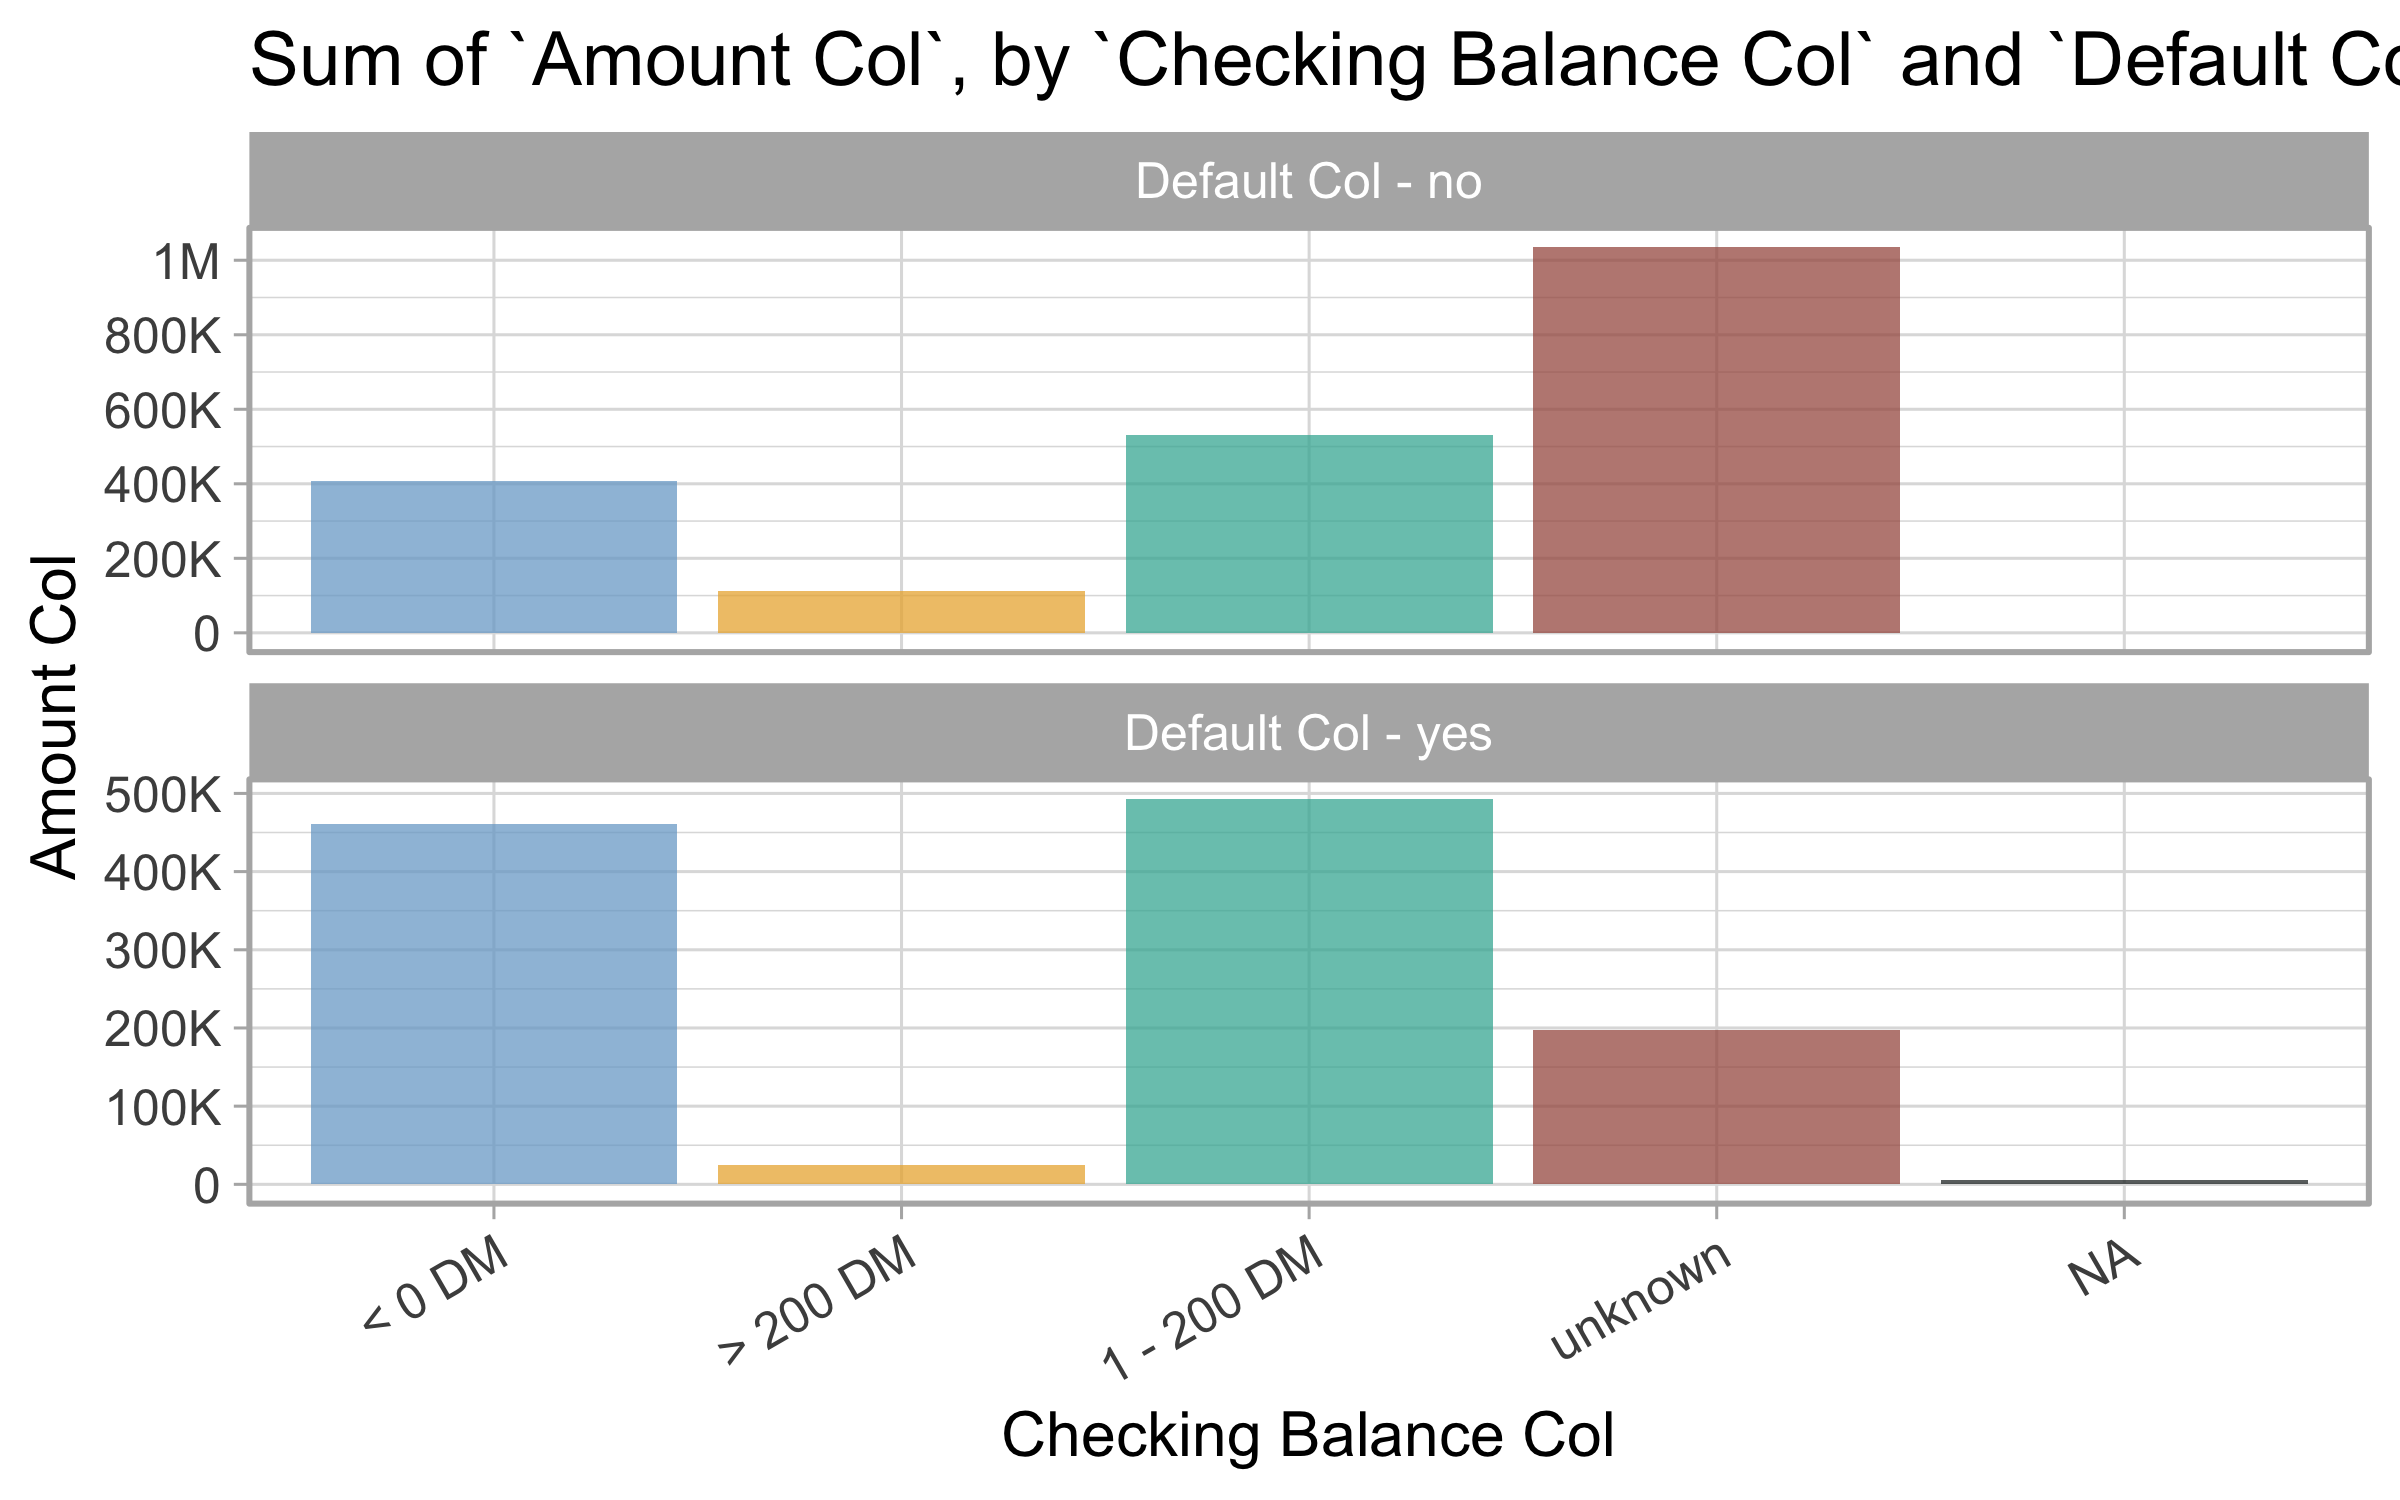 Sum of `Amount Col`, by `Checking Balance Col` and `Default
Default Col - no
1M
800K
600K
400K
200K
0
Amount Col
Default Col - yes
500K
400K
300K
200K
100K
0
< 0 DM
> 200 DM
1 - 200 DM
unknown
NA
Checking Balance Col